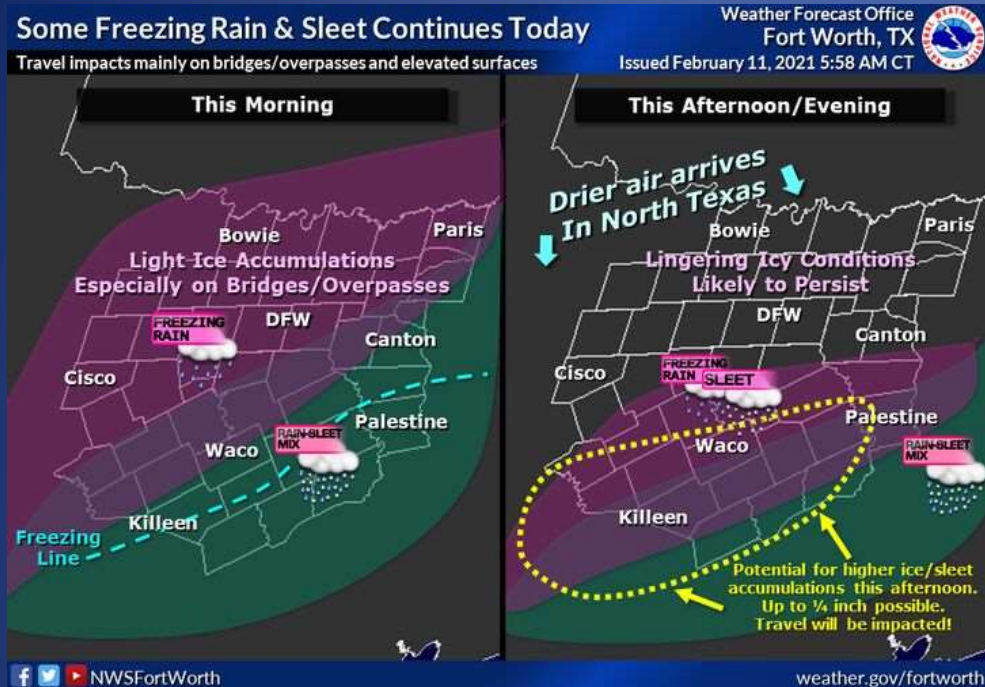 Some Freezing Rain & Sleet Continues Today
Travel impacts mainly on bridges/overpasses and elevated surfaces
Weather Forecast Office
Fort Worth, TX
Issued February 11, 2021 5:58 AM CT
This Morning
Bowie
Paris
Light Ice Accumulations
Especially on Bridges/Overpasses
FREEZING
RAIN
DFW
Canton
Cisco
Palestine
RAIN-SLEET
MIX
Waco
Killeen
Freezing
Line
This Afternoon/Evening
Drier air arrives
In North Texas
Bowie
Paris
Lingering Icy Conditions
Likely to Persist
DFW
Canton
Cisco
FREEZING
RAIN
SLEET
Palestine
Waco
RAIN-SLEET
MIX
Killeen
Potential for higher ice/sleet
accumulations this afternoon.
Up to ¼ inch possible.
Travel will be impacted!
NWSFortWorth
weather.gov/fortworth